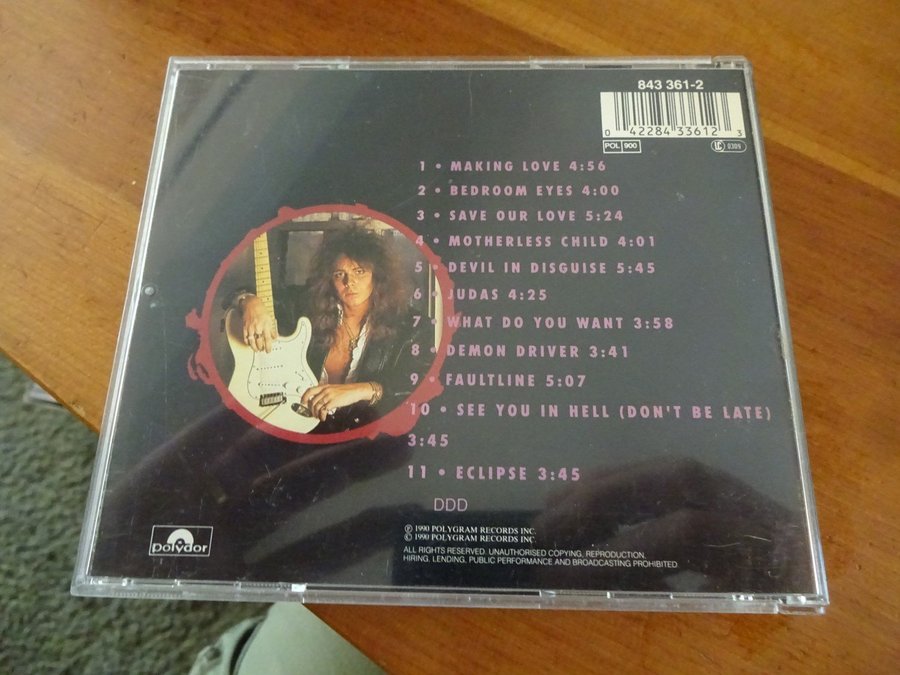 843 361-2
0 42284 33612 3
POL 900 LC 0309
1 • MAKING LOVE 4:56
2 • BEDROOM EYES 4:00
3 • SAVE OUR LOVE 5:24
4 • MOTHERLESS CHILD 4:01
5 • DEVIL IN DISGUISE 5:45
6 • JUDAS 4:25
7 • WHAT DO YOU WANT 3:58
8 • DEMON DRIVER 3:41
9 • FAULTLINE 5:07
10 • SEE YOU IN HELL (DON'T BE LATE)
3:45
11 • ECLIPSE 3:45
DDD
℗ 1990 POLYGRAM RECORDS INC.
© 1990 POLYGRAM RECORDS INC.
ALL RIGHTS RESERVED. UNAUTHORISED COPYING, REPRODUCTION.
HIRING, LENDING, PUBLIC PERFORMANCE AND BROADCASTING PROHIBITED
polydor